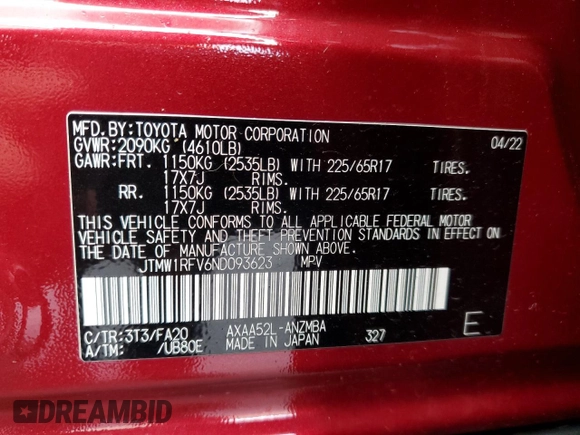 MFD.BY:TOYOTA MOTOR CORPORATION 04/22
GVWR:2090KG (4610LB)
GAWR:FRT. 1150KG (2535LB) WITH 225/65R17 TIRES.
17X7J RIMS.
RR. 1150KG (2535LB) WITH 225/65R17 TIRES.
17X7J RIMS.
THIS VEHICLE CONFORMS TO ALL APPLICABLE FEDERAL MOTOR
VEHICLE SAFETY AND THEFT PREVENTION STANDARDS IN EFFECT ON
THE DATE OF MANUFACTURE SHOWN ABOVE.
JTMW1RFV6ND093623 MPV
C/TR:3T3/FA20 AXAA52L-ANZMBA
A/TM: /UB80E MADE IN JAPAN 327 E
DREAMBID